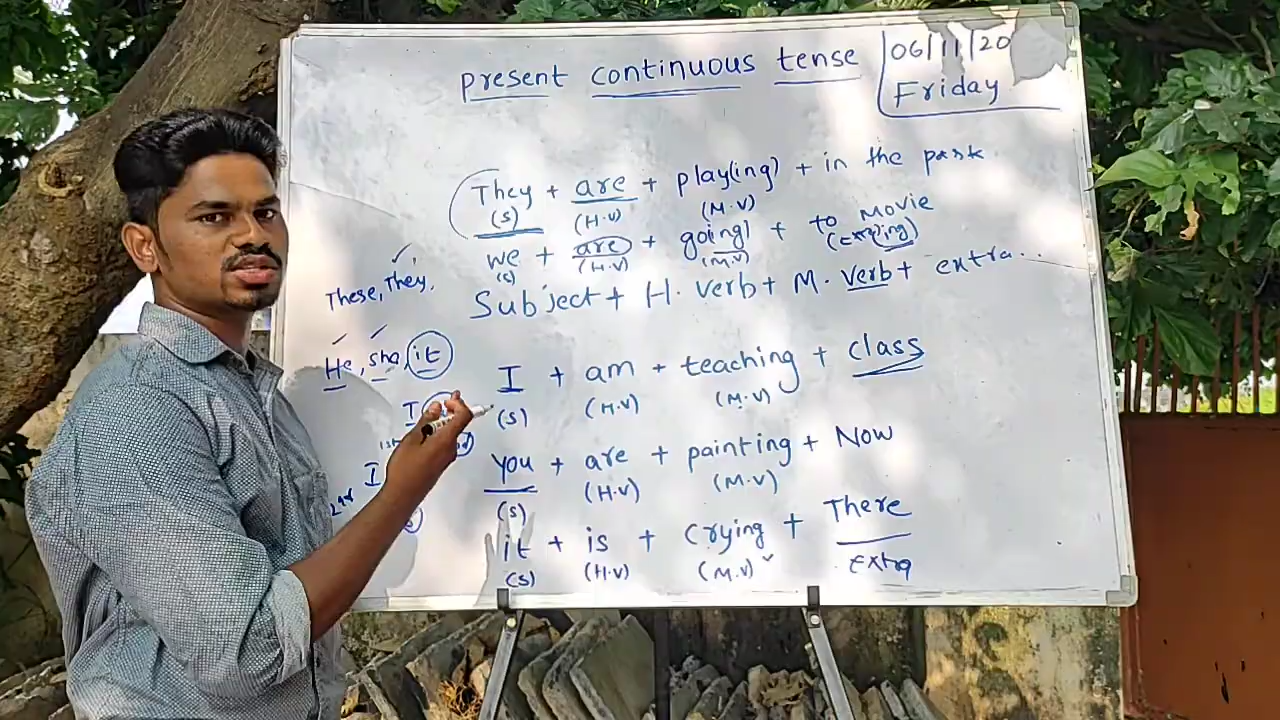 present continuous tense
06/11/20
Friday
They + are + play(ing) + in the park
(S) (H.V) (M.V)
we + are + going) + to Movie
(S) (H.V) (M.V)
Subject + H. verb + M. verb + extra..
These, They,
He, she, it
I + am + teaching + class
(S) (H.V) (M.V)
I
you + are + painting + Now
(S) (H.V) (M.V)
I
it + is + crying + There
(S) (H.V) (M.V) Extra